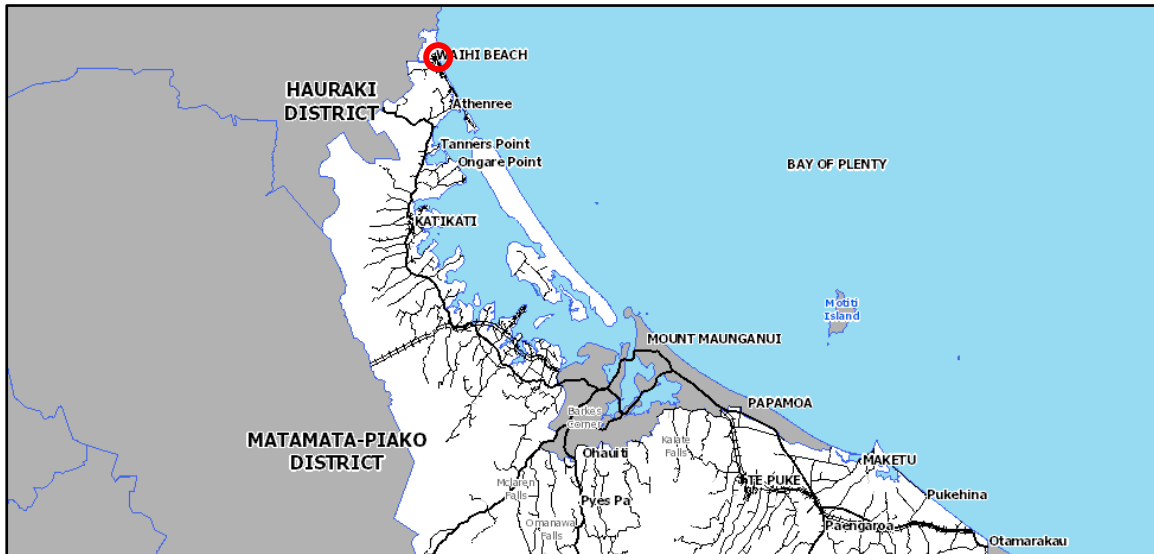 WAIHI BEACH
HAURAKI
DISTRICT
Athenree
Tanners Point
Ongare Point
BAY OF PLENTY
KATIKATI
Motiti
Island
MOUNT MAUNGANUI
PAPAMOA
Barkes
Corner
MATAMATA-PIAKO
DISTRICT
Kaiate
Falls
Ohauiti
MAKETU
Mclaren
Falls
TE PUKE
Pukehina
Pyes Pa
Omanawa
Falls
Paengaroa
Otamarakau